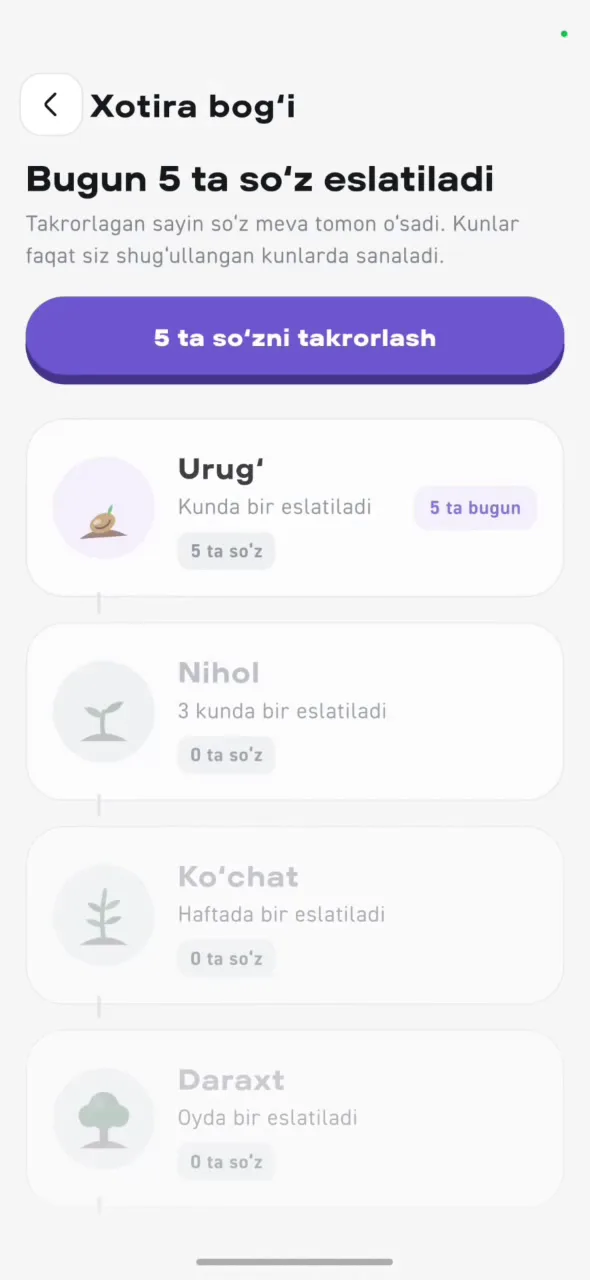 Xotira bog‘i
Bugun 5 ta so‘z eslatiladi
Takrorlagan sayin so‘z meva tomon o‘sadi. Kunlar
faqat siz shug‘ullangan kunlarda sanaladi.
5 ta so‘zni takrorlash
Urug‘
Kunda bir eslatiladi
5 ta bugun
5 ta so‘z
Nihol
3 kunda bir eslatiladi
0 ta so‘z
Ko‘chat
Haftada bir eslatiladi
0 ta so‘z
Daraxt
Oyda bir eslatiladi
0 ta so‘z